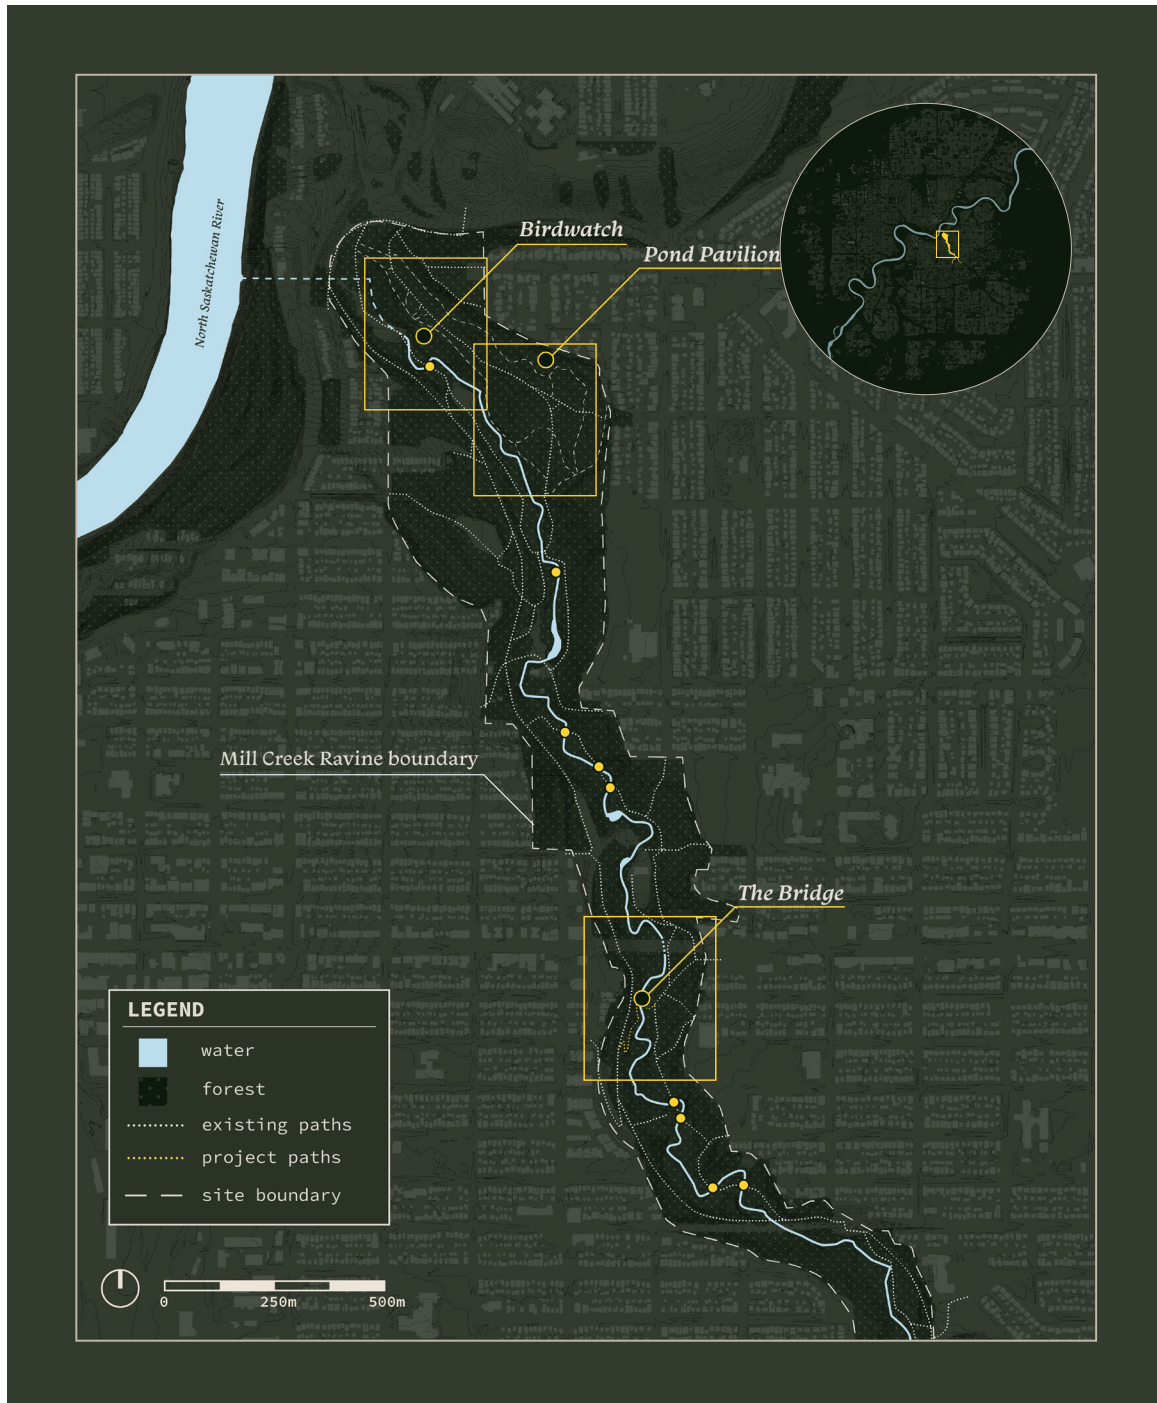 Birdwatch
Pond Pavilion
North Saskatchewan River
Mill Creek Ravine boundary
The Bridge
LEGEND
water
forest
existing paths
project paths
site boundary
0 250m 500m